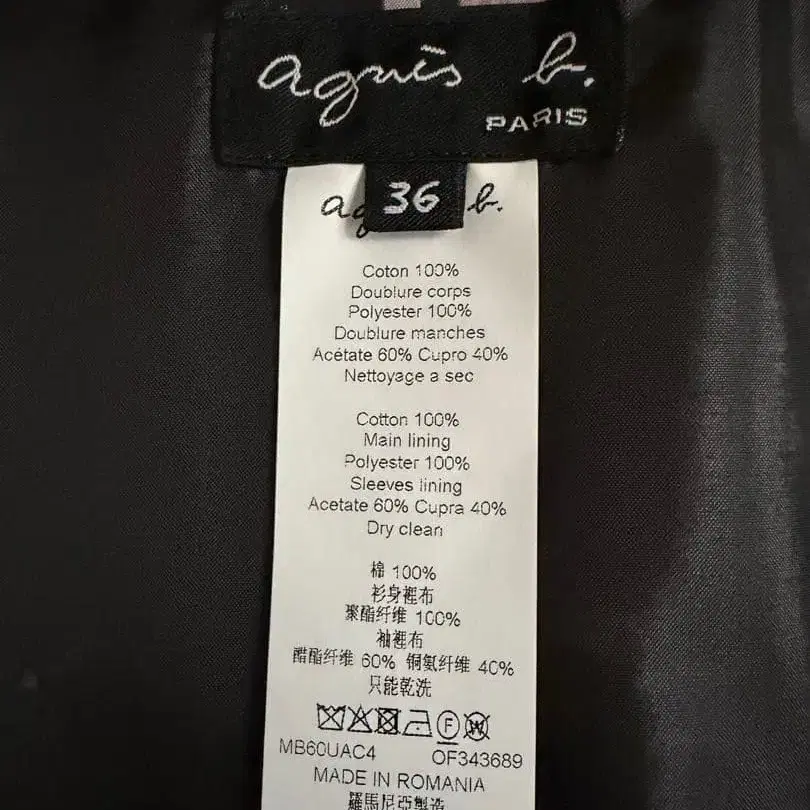 agnès b.
PARIS
36
b.
Coton 100%
Doublure corps
Polyester 100%
Doublure manches
Acétate 60% Cupro 40%
Nettoyage a sec
Cotton 100%
Main lining
Polyester 100%
Sleeves lining
Acetate 60% Cupra 40%
Dry clean
棉 100%
衫身裡布
聚酯纤维 100%
袖裡布
醋酯纤维 60% 铜氨纤维 40%
只能乾洗
F W
MB60UAC4 OF343689
MADE IN ROMANIA
羅馬尼亞製造